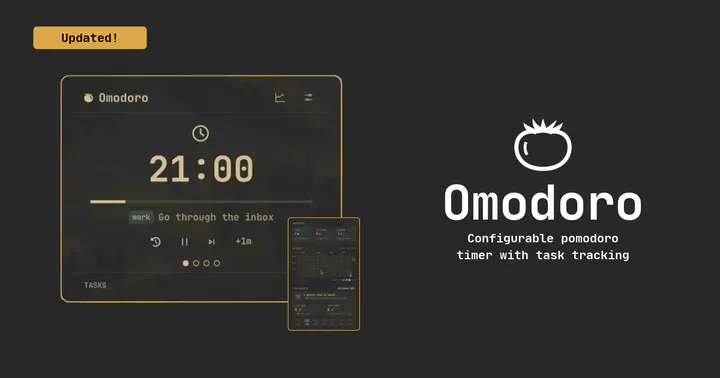 Updated!
Omodoro
21:00
work Go through the inbox
+1m
TASKS
Omodoro
Configurable pomodoro
timer with task tracking